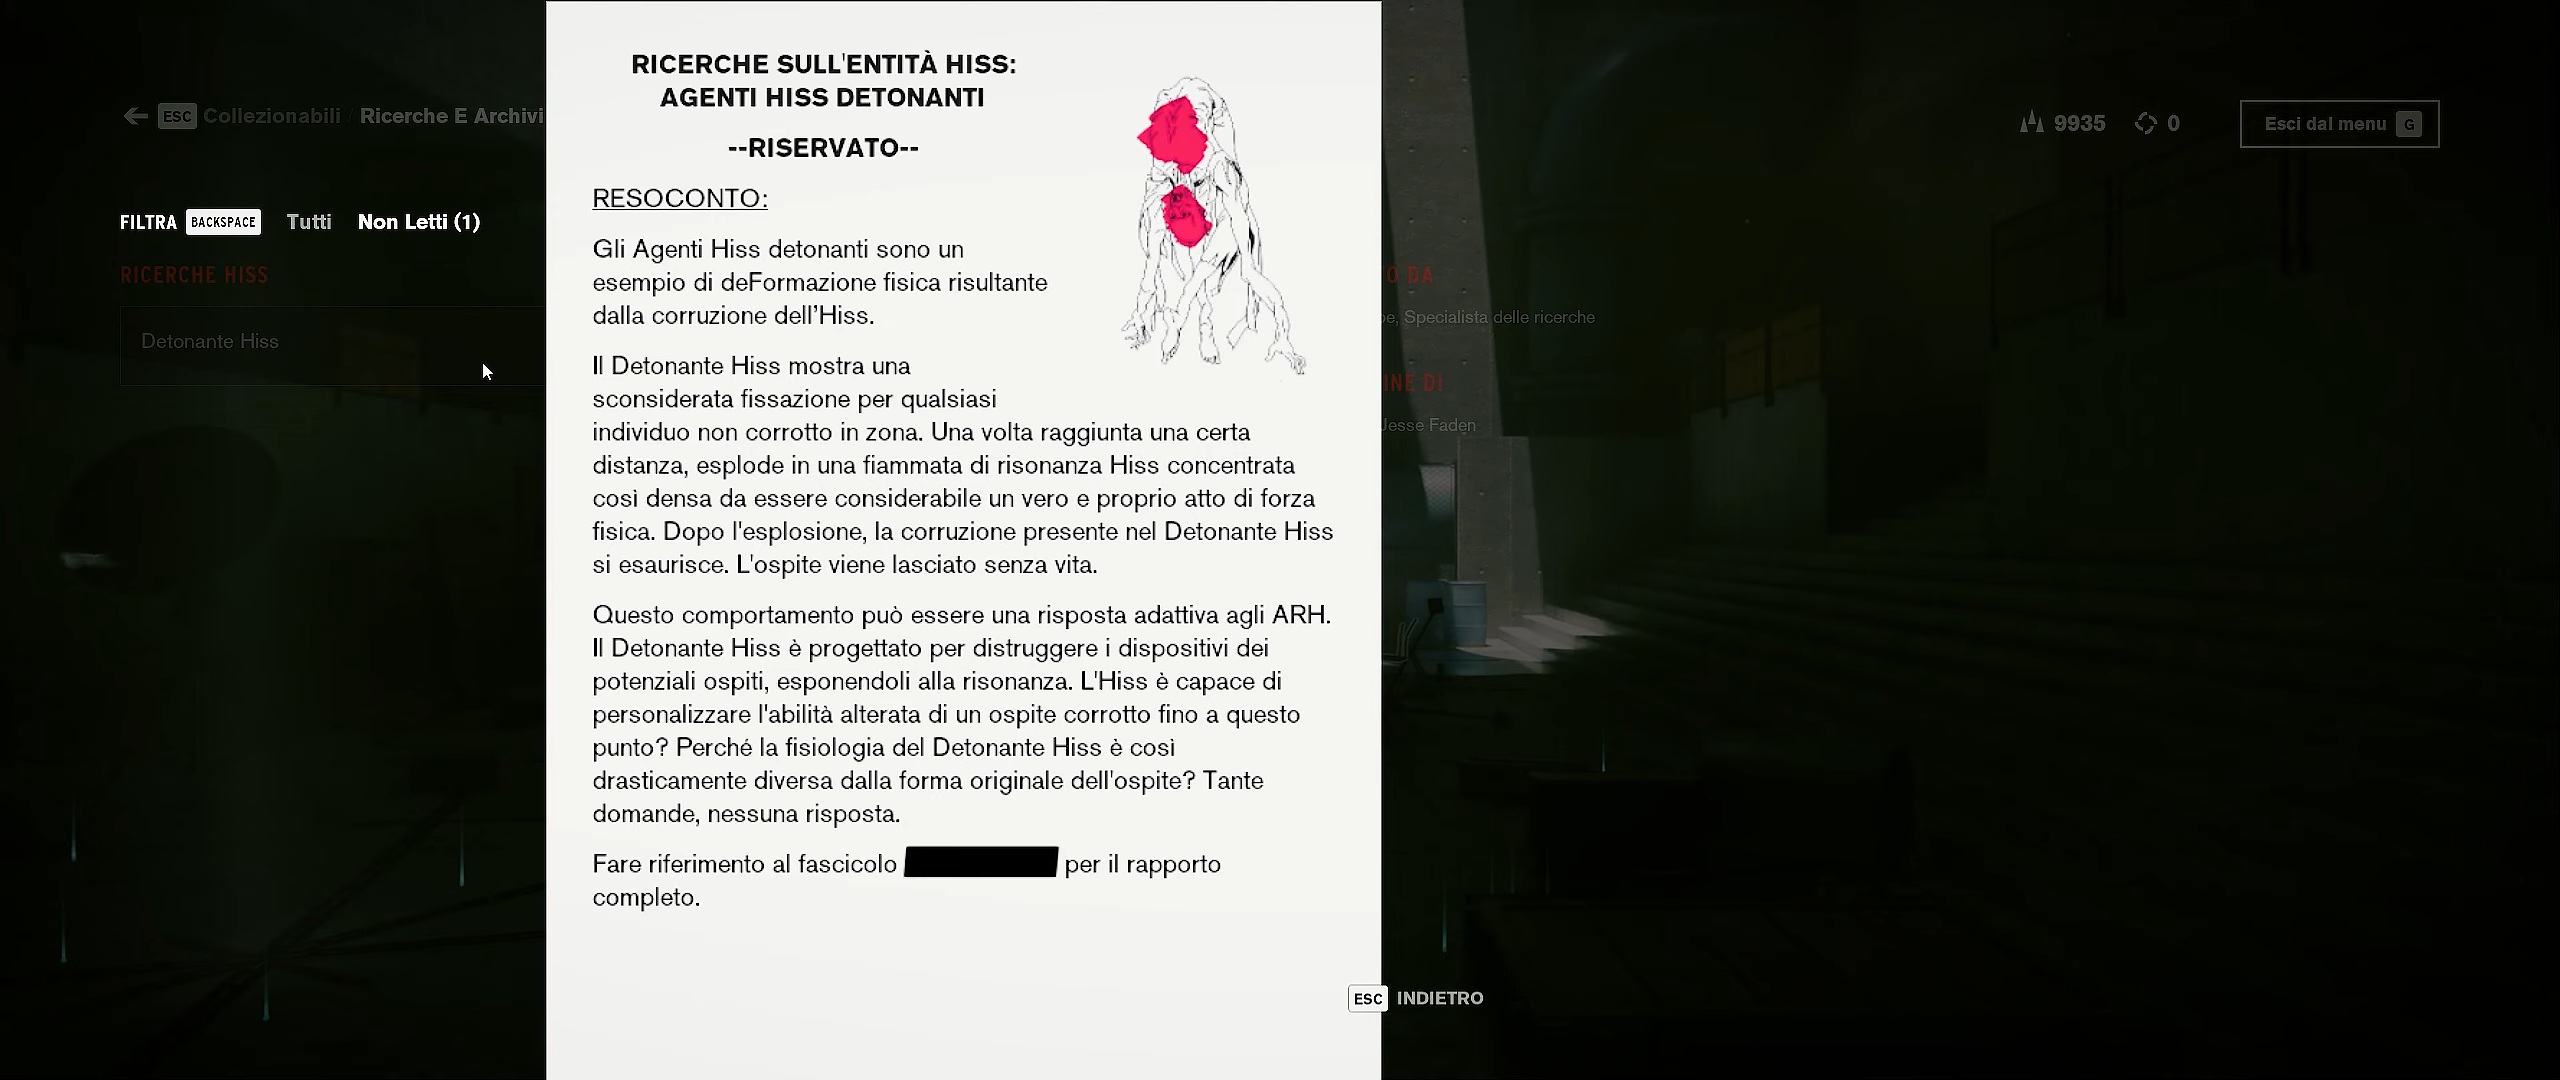 ESC Collezionabili / Ricerche E Archivi
9935
0
Esci dal menu G
FILTRA BACKSPACE Tutti Non Letti (1)
RICERCHE HISS
Detonante Hiss
RICERCHE SULL'ENTITÀ HISS:
AGENTI HISS DETONANTI
--RISERVATO--
RESOCONTO:
Gli Agenti Hiss detonanti sono un
esempio di deFormazione fisica risultante
dalla corruzione dell’Hiss.
Il Detonante Hiss mostra una
sconsiderata fissazione per qualsiasi
individuo non corrotto in zona. Una volta raggiunta una certa
distanza, esplode in una fiammata di risonanza Hiss concentrata
così densa da essere considerabile un vero e proprio atto di forza
fisica. Dopo l'esplosione, la corruzione presente nel Detonante Hiss
si esaurisce. L'ospite viene lasciato senza vita.
Questo comportamento può essere una risposta adattiva agli ARH.
Il Detonante Hiss è progettato per distruggere i dispositivi dei
potenziali ospiti, esponendoli alla risonanza. L'Hiss è capace di
personalizzare l'abilità alterata di un ospite corrotto fino a questo
punto? Perché la fisiologia del Detonante Hiss è così
drasticamente diversa dalla forma originale dell'ospite? Tante
domande, nessuna risposta.
Fare riferimento al fascicolo per il rapporto
completo.
DA
Specialista delle ricerche
DI
Jesse Faden
ESC INDIETRO